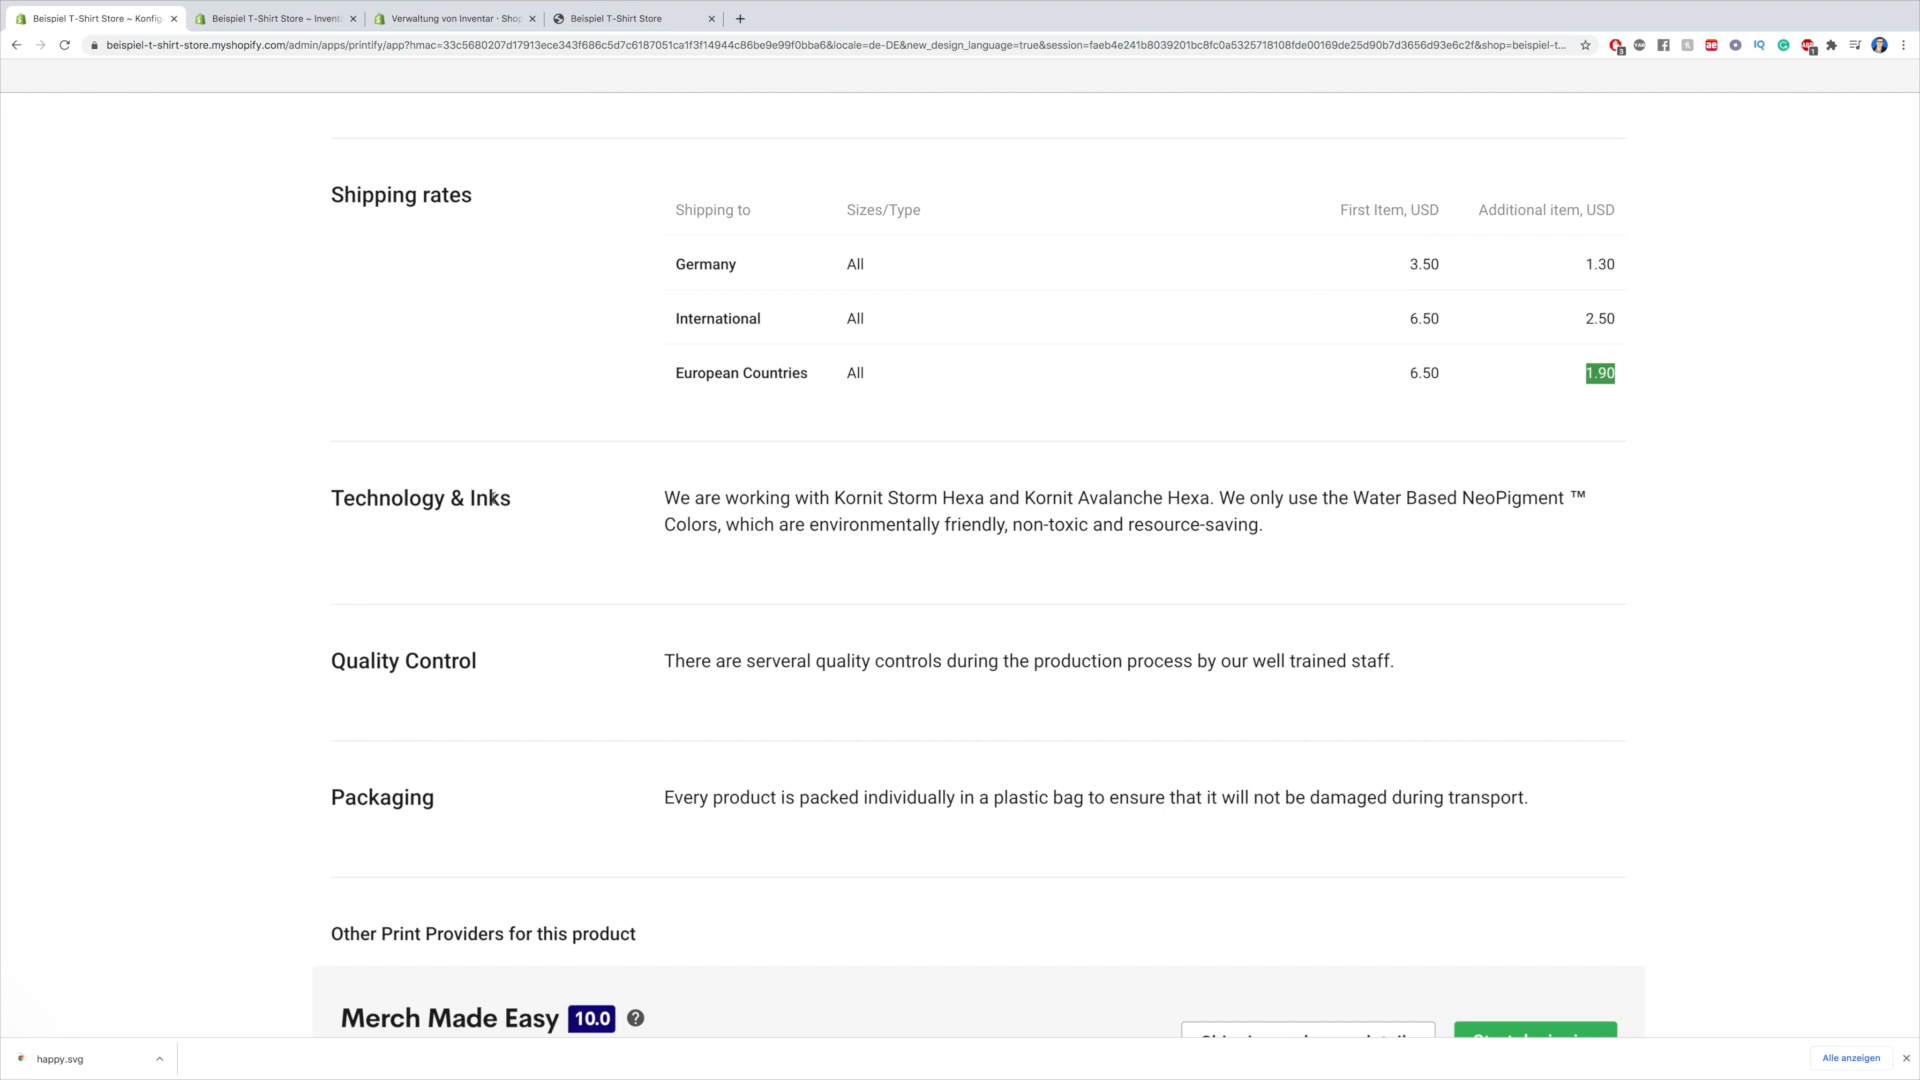 Beispiel T-Shirt Store ~ Konfig
Beispiel T-Shirt Store ~ Invent
Verwaltung von Inventar · Shop
Beispiel T-Shirt Store
beispiel-t-shirt-store.myshopify.com/admin/apps/printify/app?hmac=33c5680207d17913ece343f686c5d7c6187051ca1f3f14944c86be9e99f0bba6&locale=de-DE&new_design_language=true&session=faeb4e241b8039201bc8fc0a5325718108fde00169de25d90b7d3656d93e6c2f&shop=beispiel-t...
Shipping rates
Shipping to Sizes/Type First Item, USD Additional item, USD
Germany All 3.50 1.30
International All 6.50 2.50
European Countries All 6.50 1.90
Technology & Inks
We are working with Kornit Storm Hexa and Kornit Avalanche Hexa. We only use the Water Based NeoPigment ™
Colors, which are environmentally friendly, non-toxic and resource-saving.
Quality Control
There are serveral quality controls during the production process by our well trained staff.
Packaging
Every product is packed individually in a plastic bag to ensure that it will not be damaged during transport.
Other Print Providers for this product
Merch Made Easy 10.0
happy.svg
Alle anzeigen